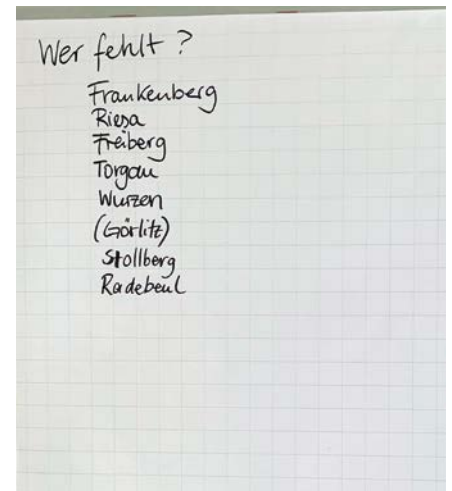 Wer fehlt ?
Frankenberg
Riesa
Freiberg
Torgau
Wurzen
(Görlitz)
Stollberg
Radebeul